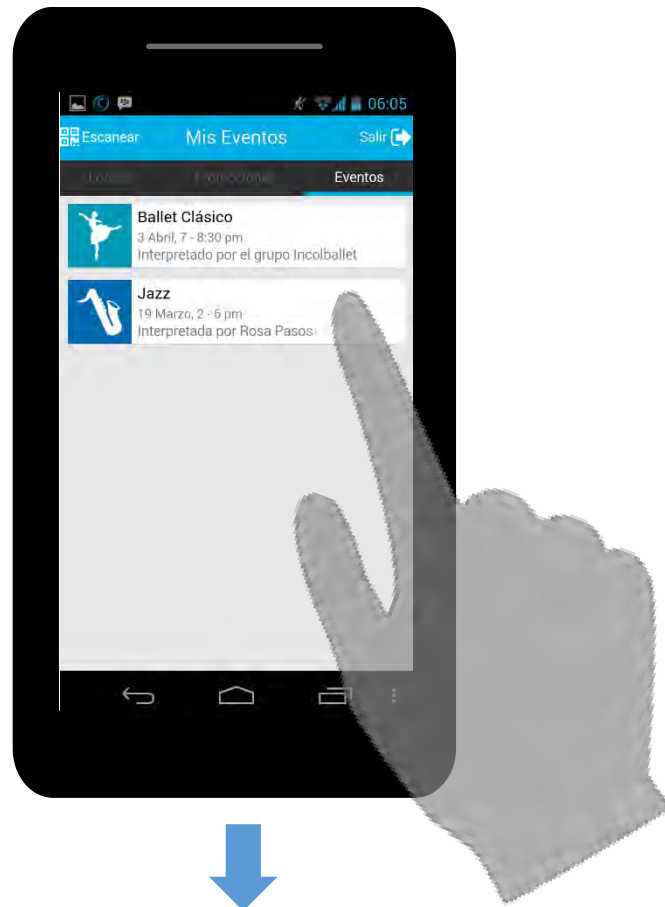 06:05
Escanear Mis Eventos Salir
Promociones Eventos
Ballet Clásico
3 Abril, 7 - 8:30 pm
Interpretado por el grupo Incolballet
Jazz
19 Marzo, 2 - 6 pm
Interpretada por Rosa Pasos